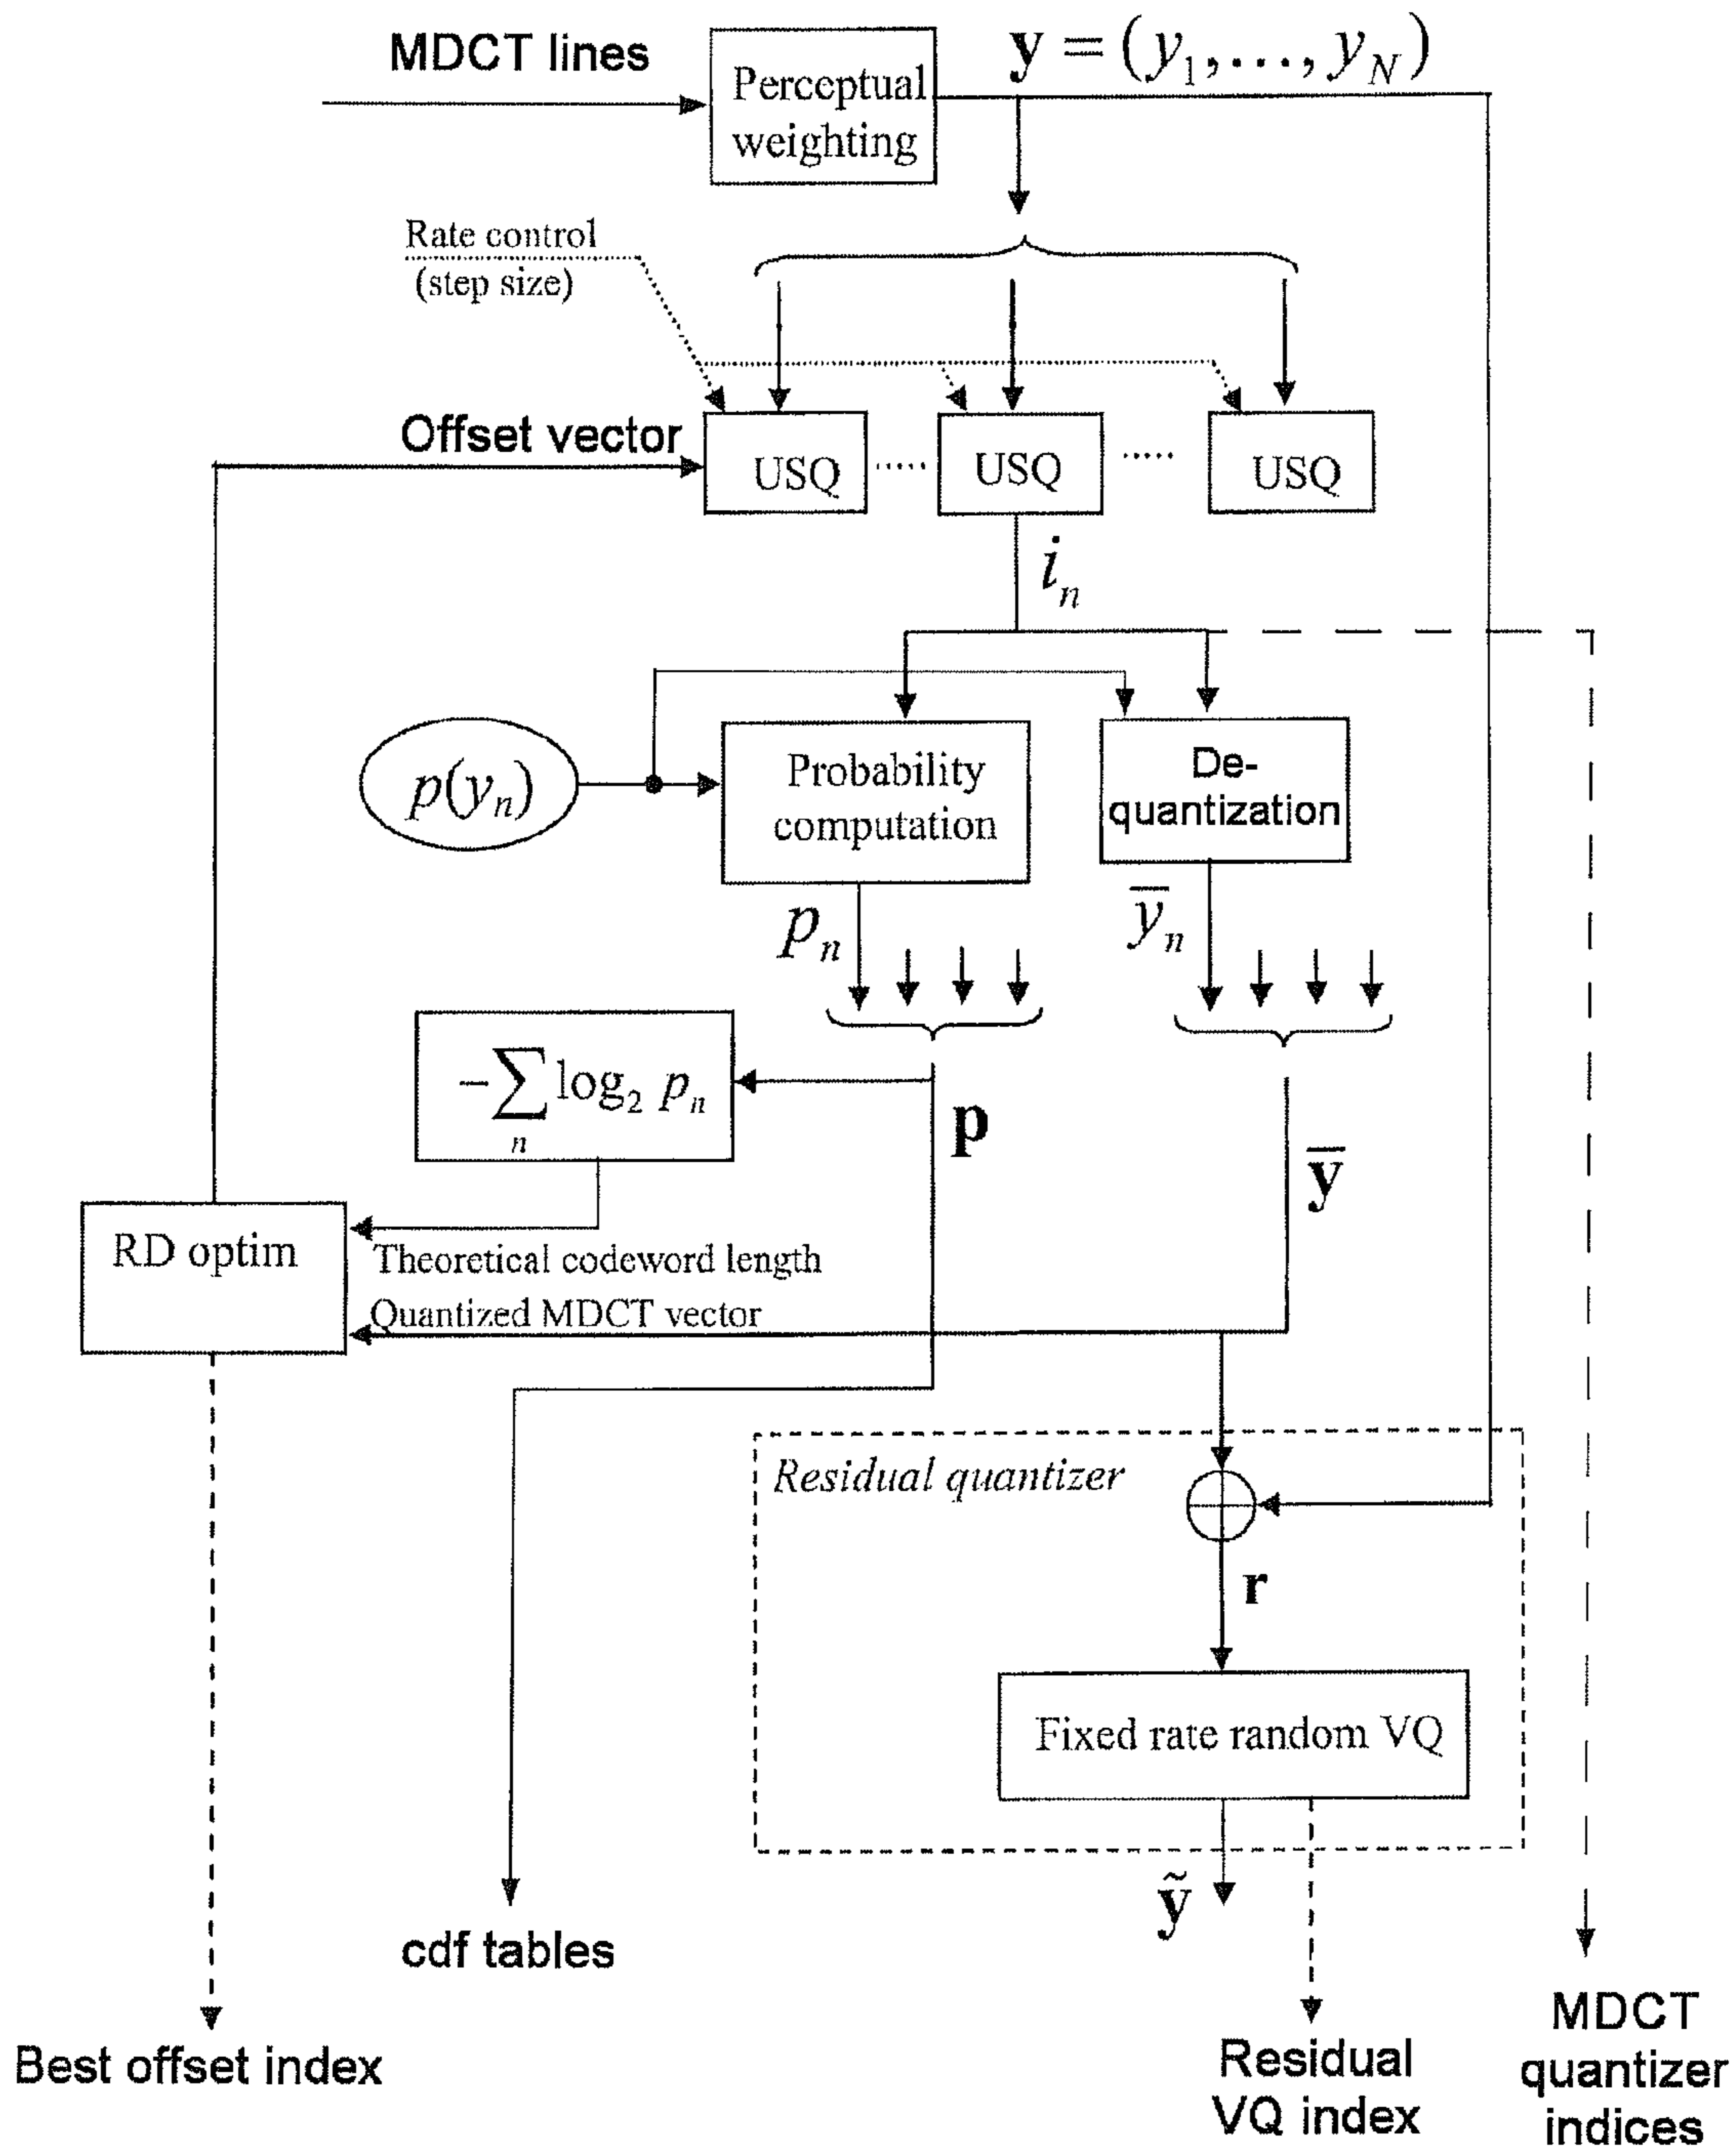 MDCT lines
Perceptual
weighting
y = (y₁,..., y_N)
Rate control
(step size)
Offset vector
USQ ..... USQ ..... USQ
iₙ
p(yₙ)
Probability
computation
De-
quantization
pₙ
y̅ₙ
−∑ log₂ pₙ
n
p
y̅
RD optim
Theoretical codeword length
Quantized MDCT vector
Residual quantizer
r
Fixed rate random VQ
ỹ
cdf tables
Best offset index
Residual
VQ index
MDCT
quantizer
indices